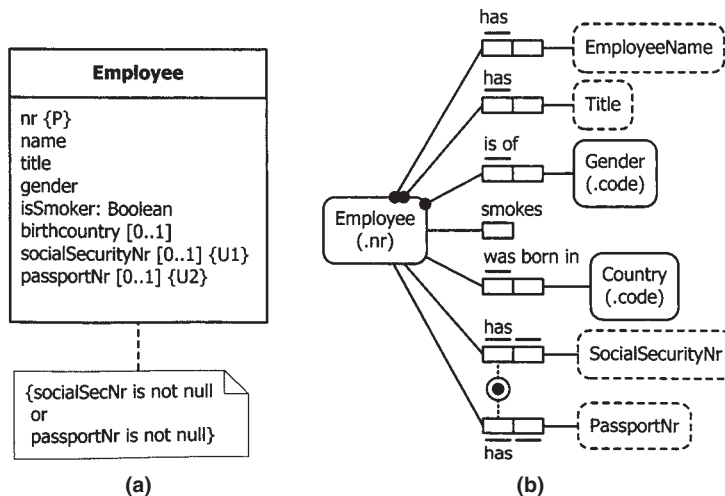 Employee
nr {P}
name
title
gender
isSmoker: Boolean
birthcountry [0..1]
socialSecurityNr [0..1] {U1}
passportNr [0..1] {U2}
{socialSecNr is not null
or
passportNr is not null}
(a)
has
EmployeeName
has
Title
is of
Gender
(.code)
Employee
(.nr)
smokes
was born in
Country
(.code)
has
SocialSecurityNr
PassportNr
has
(b)